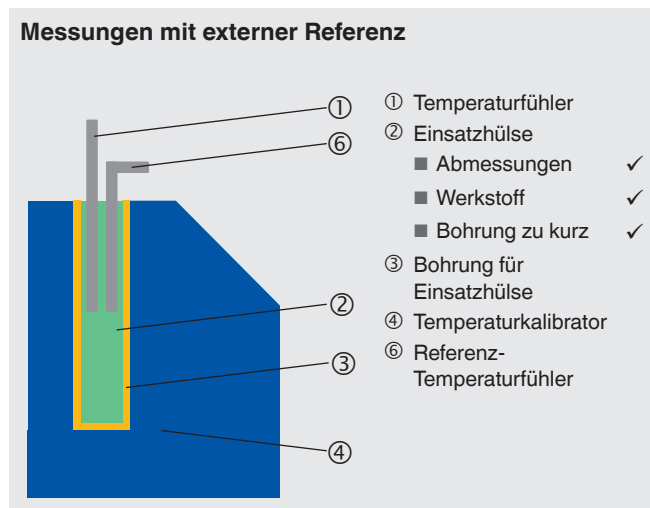 Messungen mit externer Referenz
①
⑥
②
③
④
① Temperaturfühler
② Einsatzhülse
■ Abmessungen ✓
■ Werkstoff ✓
■ Bohrung zu kurz ✓
③ Bohrung für
Einsatzhülse
④ Temperaturkalibrator
⑥ Referenz-
Temperaturfühler